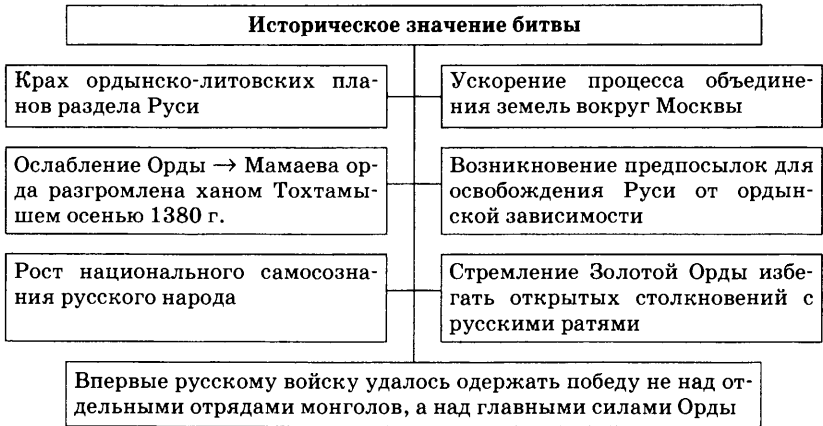 Историческое значение битвы
Крах ордынско-литовских пла-
нов раздела Руси
Ускорение процесса объедине-
ния земель вокруг Москвы
Ослабление Орды → Мамаева ор-
да разгромлена ханом Тохтамы-
шем осенью 1380 г.
Возникновение предпосылок для
освобождения Руси от ордын-
ской зависимости
Рост национального самосозна-
ния русского народа
Стремление Золотой Орды избе-
гать открытых столкновений с
русскими ратями
Впервые русскому войску удалось одержать победу не над от-
дельными отрядами монголов, а над главными силами Орды